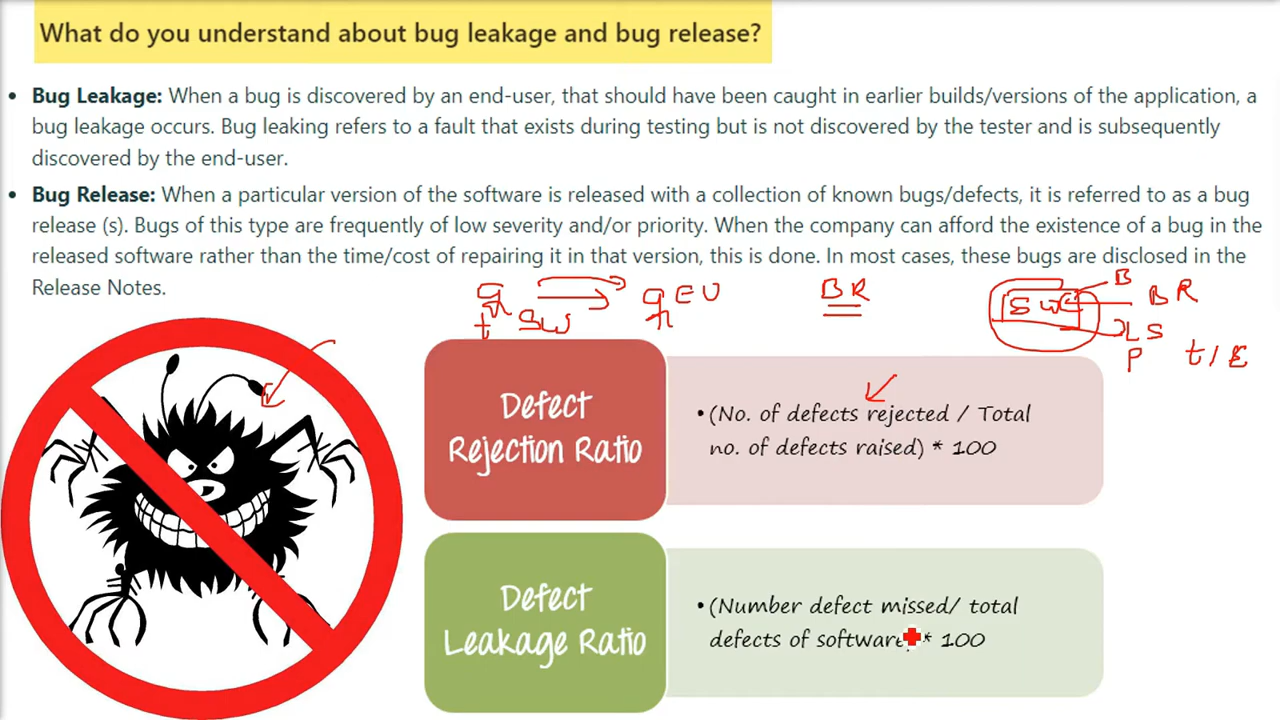 What do you understand about bug leakage and bug release?
• Bug Leakage: When a bug is discovered by an end-user, that should have been caught in earlier builds/versions of the application, a
bug leakage occurs. Bug leaking refers to a fault that exists during testing but is not discovered by the tester and is subsequently
discovered by the end-user.
• Bug Release: When a particular version of the software is released with a collection of known bugs/defects, it is referred to as a bug
release (s). Bugs of this type are frequently of low severity and/or priority. When the company can afford the existence of a bug in the
released software rather than the time/cost of repairing it in that version, this is done. In most cases, these bugs are disclosed in the
Release Notes.
t SW
EU
BR
SW
B
BR
LS
P
Defect
Rejection Ratio
•(No. of defects rejected / Total
no. of defects raised) * 100
Defect
Leakage Ratio
•(Number defect missed/ total
defects of software) * 100